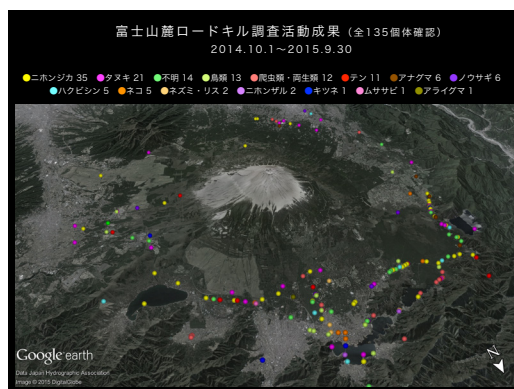 富士山麓ロードキル調査活動成果（全135個体確認）
2014.10.1〜2015.9.30
●ニホンジカ 35 ●タヌキ 21 ●不明 14 ●鳥類 13 ●爬虫類・両生類 12 ●テン 11 ●アナグマ 6 ●ノウサギ 6
●ハクビシン 5 ●ネコ 5 ●ネズミ・リス 2 ●ニホンザル 2 ●キツネ 1 ●ムササビ 1 ●アライグマ 1
Google earth
Data Japan Hydrographic Association
Image © 2015 DigitalGlobe
N